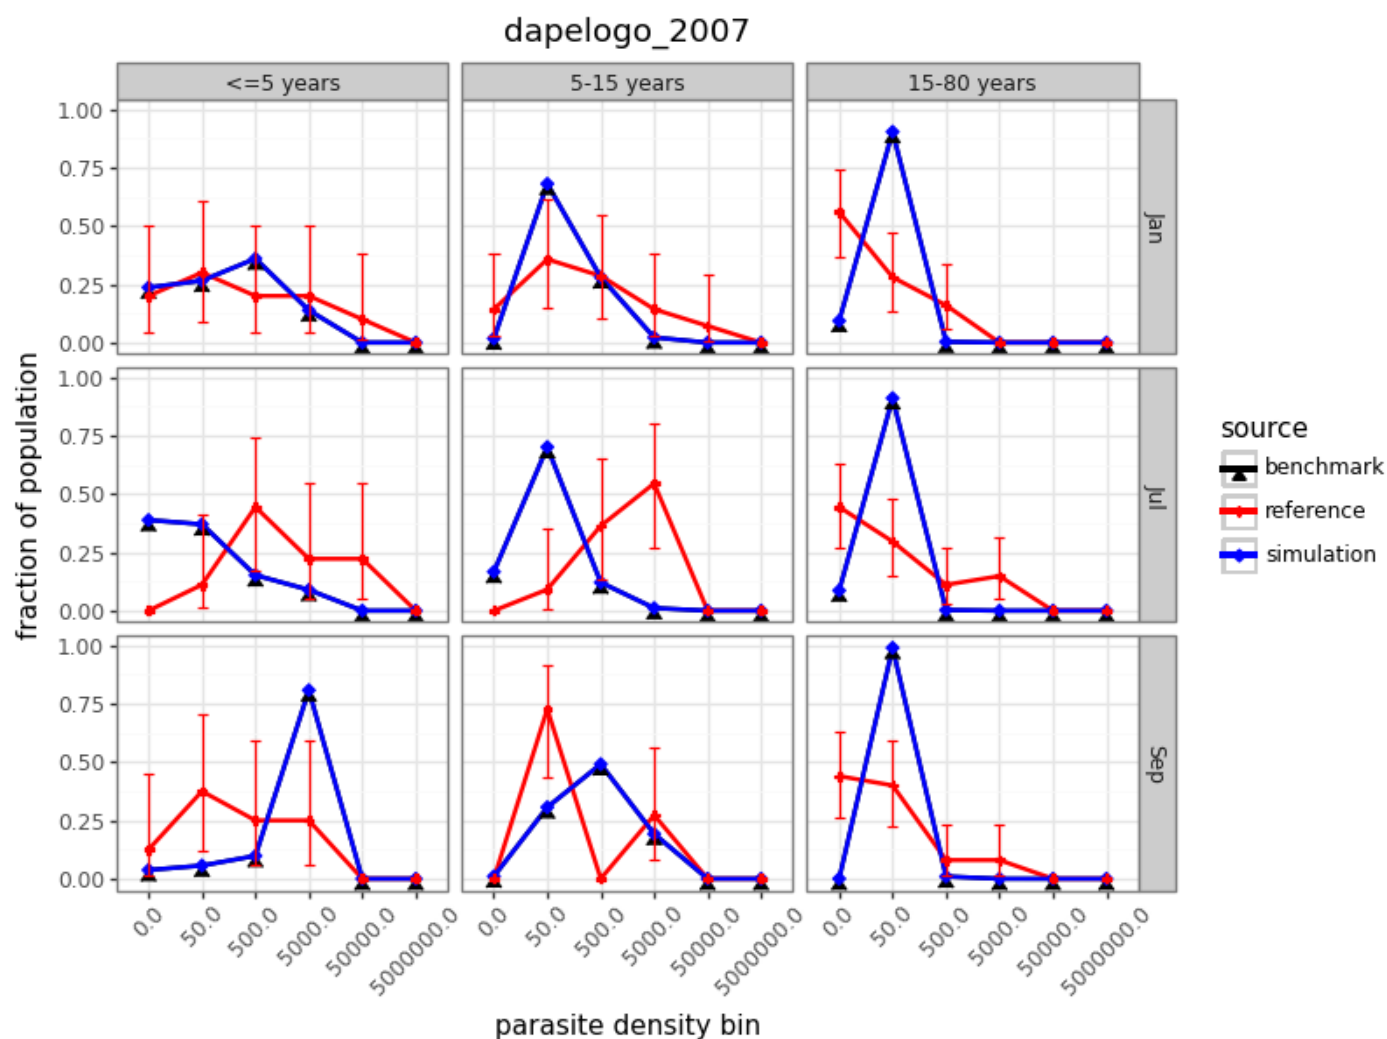 dapelogo_2007
<=5 years
5-15 years
15-80 years
1.00
0.75
0.50
0.25
0.00
Jan
1.00
0.75
0.50
0.25
0.00
Jul
1.00
0.75
0.50
0.25
0.00
Sep
fraction of population
0.0
50.0
500.0
5000.0
50000.0
5000000.0
0.0
50.0
500.0
5000.0
50000.0
5000000.0
0.0
50.0
500.0
5000.0
50000.0
5000000.0
parasite density bin
source
benchmark
reference
simulation